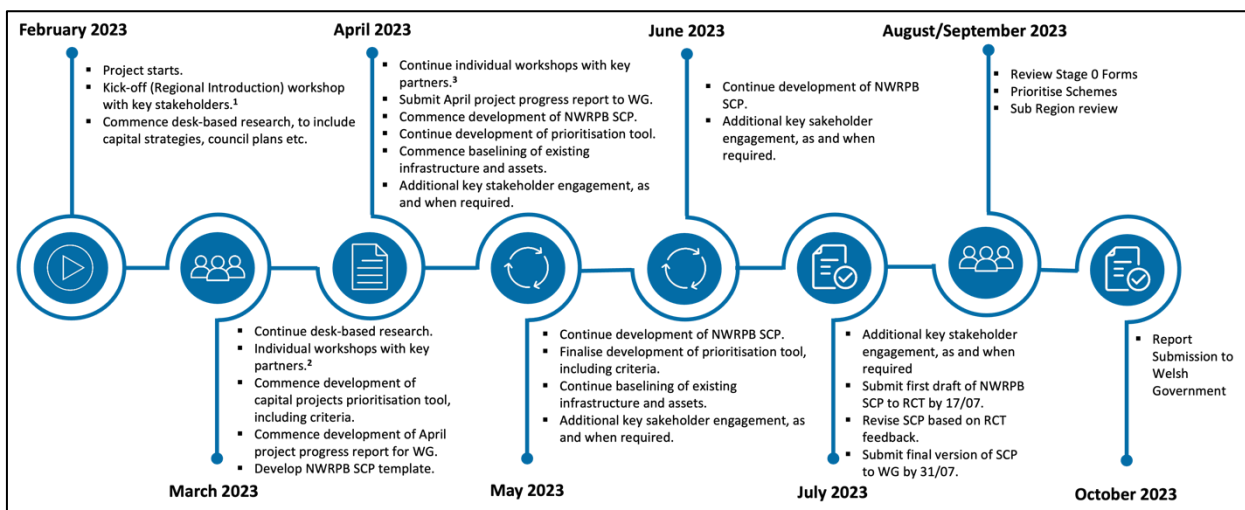 February 2023
▪ Project starts.
▪ Kick-off (Regional Introduction) workshop
with key stakeholders.¹
▪ Commence desk-based research, to include
capital strategies, council plans etc.
April 2023
▪ Continue individual workshops with key
partners.³
▪ Submit April project progress report to WG.
▪ Commence development of NWRPB SCP.
▪ Continue development of prioritisation tool.
▪ Commence baselining of existing
infrastructure and assets.
▪ Additional key stakeholder engagement, as
and when required.
June 2023
▪ Continue development of NWRPB
SCP.
▪ Additional key sakeholder
engagement, as and when
required.
August/September 2023
▪ Review Stage 0 Forms
▪ Prioritise Schemes
▪ Sub Region review
▪ Continue desk-based research.
▪ Individual workshops with key
partners.²
▪ Commence development of
capital projects prioritisation tool,
including criteria.
▪ Commence development of April
project progress report for WG.
▪ Develop NWRPB SCP template.
March 2023
▪ Continue development of NWRPB SCP.
▪ Finalise development of prioritisation tool,
including criteria.
▪ Continue baselining of existing
infrastructure and assets.
▪ Additional key sakeholder engagement, as
and when required.
May 2023
▪ Additional key stakeholder
engagement, as and when
required
▪ Submit first draft of NWRPB
SCP to RCT by 17/07.
▪ Revise SCP based on RCT
feedback.
▪ Submit final version of SCP
to WG by 31/07.
July 2023
▪ Report
Submission to
Welsh
Government
October 2023